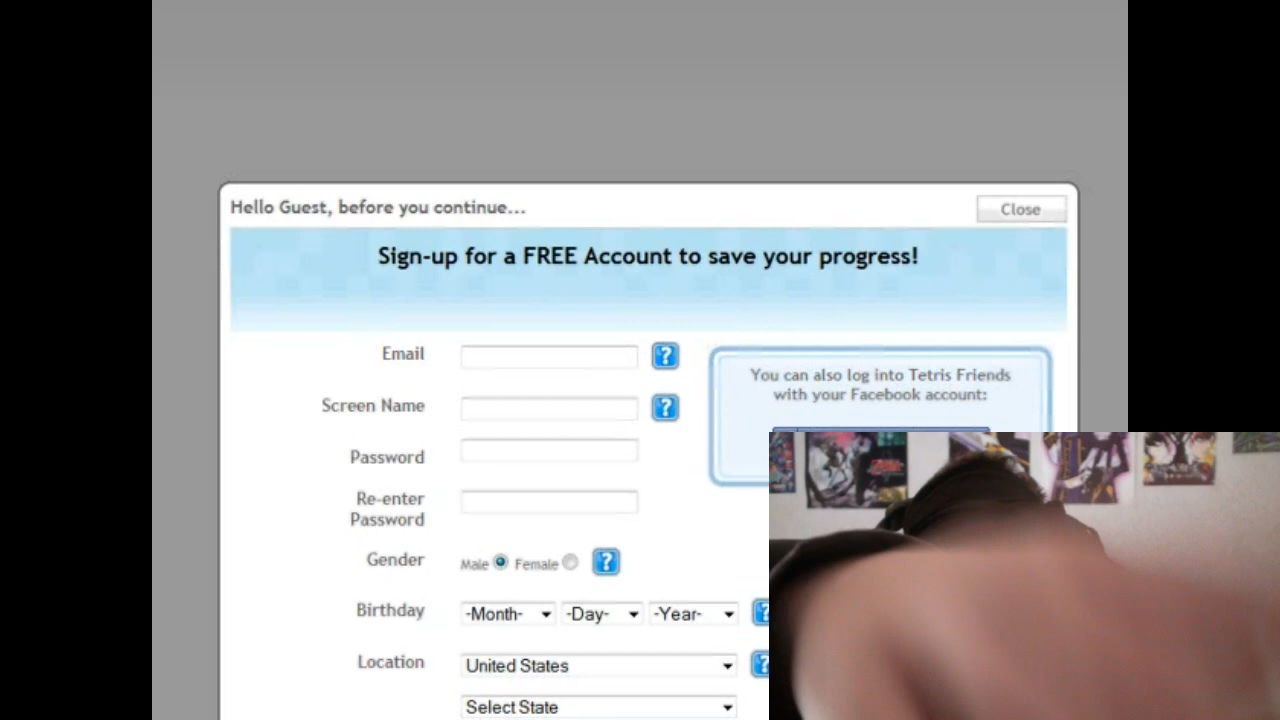 Hello Guest, before you continue...
Close
Sign-up for a FREE Account to save your progress!
Email
?
You can also log into Tetris Friends
with your Facebook account:
Screen Name
?
Password
Re-enter
Password
Gender
Male
Female
?
Birthday
-Month-
-Day-
-Year-
?
Location
United States
?
Select State